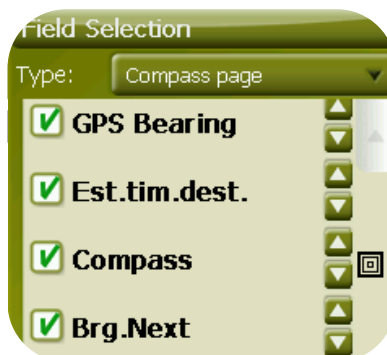 Field Selection
Type: Compass page
GPS Bearing
Est.tim.dest.
Compass
Brg.Next